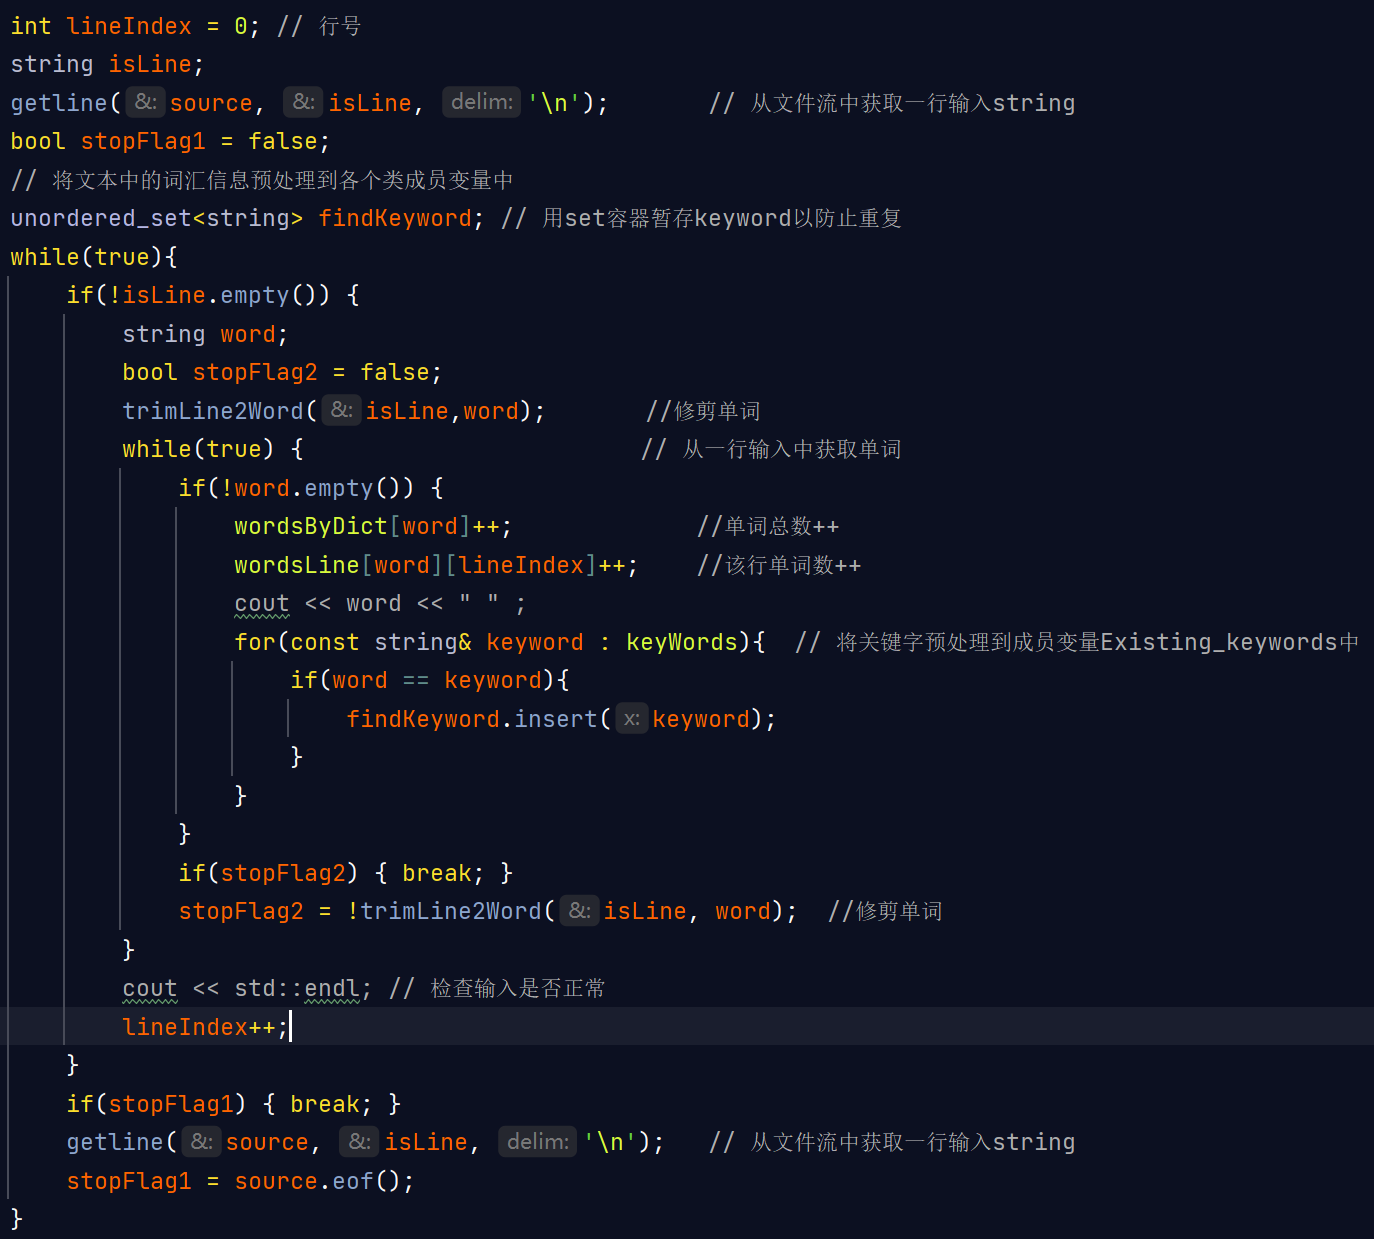 int lineIndex = 0; // 行号
string isLine;
getline( &: source, &: isLine, delim: '\n');       // 从文件流中获取一行输入string
bool stopFlag1 = false;
// 将文本中的词汇信息预处理到各个类成员变量中
unordered_set<string> findKeyword; // 用set容器暂存keyword以防止重复
while(true){
    if(!isLine.empty()) {
        string word;
        bool stopFlag2 = false;
        trimLine2Word( &: isLine,word);       //修剪单词
        while(true) {                        // 从一行输入中获取单词
            if(!word.empty()) {
                wordsByDict[word]++;             //单词总数++
                wordsLine[word][lineIndex]++;    //该行单词数++
                cout << word << " " ;
                for(const string& keyword : keyWords){  // 将关键字预处理到成员变量Existing_keywords中
                    if(word == keyword){
                        findKeyword.insert( x: keyword);
                    }
                }
            }
            if(stopFlag2) { break; }
            stopFlag2 = !trimLine2Word( &: isLine, word);  //修剪单词
        }
        cout << std::endl; // 检查输入是否正常
        lineIndex++;
    }
    if(stopFlag1) { break; }
    getline( &: source, &: isLine, delim: '\n');   // 从文件流中获取一行输入string
    stopFlag1 = source.eof();
}